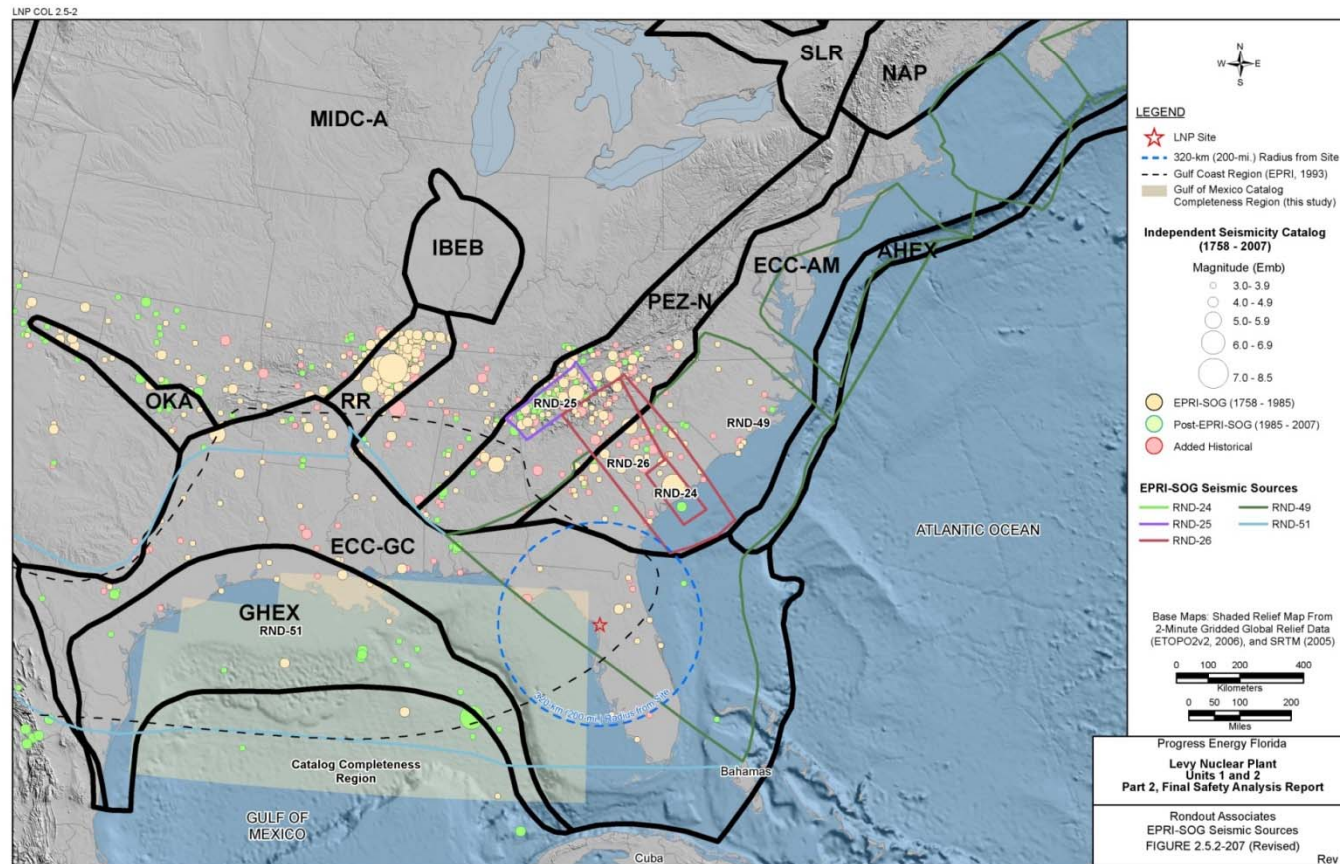 LNP COL 2.5-2
SLR
NAP
MIDC-A
IBEB
ECC-AM
AHEX
PEZ-N
OKA
RR
RND-25
RND-49
RND-26
RND-24
ATLANTIC OCEAN
ECC-GC
GHEX
RND-51
320-km (200-mi.) Radius from Site
Catalog Completeness
Region
Bahamas
GULF OF
MEXICO
Cuba
N
W
E
S
LEGEND
LNP Site
320-km (200-mi.) Radius from Site
Gulf Coast Region (EPRI, 1993)
Gulf of Mexico Catalog
Completeness Region (this study)
Independent Seismicity Catalog
(1758 - 2007)
Magnitude (Emb)
3.0- 3.9
4.0 - 4.9
5.0- 5.9
6.0 - 6.9
7.0 - 8.5
EPRI-SOG (1758 - 1985)
Post-EPRI-SOG (1985 - 2007)
Added Historical
EPRI-SOG Seismic Sources
RND-24
RND-49
RND-25
RND-51
RND-26
Base Maps: Shaded Relief Map From
2-Minute Gridded Global Relief Data
(ETOPO2v2, 2006), and SRTM (2005)
0 100 200 400
Kilometers
0 50 100 200
Miles
Progress Energy Florida
Levy Nuclear Plant
Units 1 and 2
Part 2, Final Safety Analysis Report
Rondout Associates
EPRI-SOG Seismic Sources
FIGURE 2.5.2-207 (Revised)
Rev